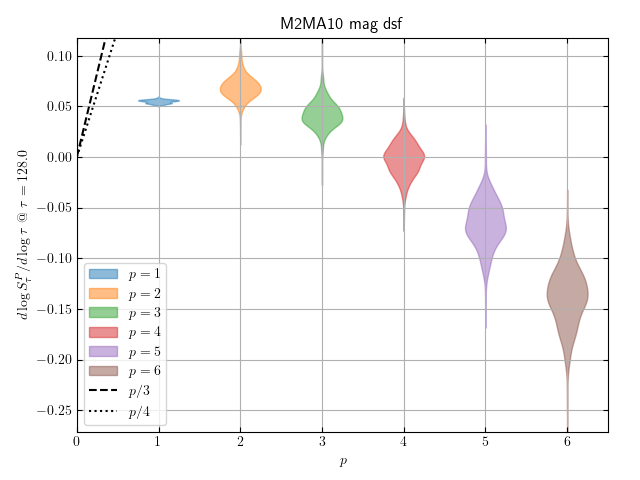 M2MA10 mag dsf
d log S_τ^P / d log τ @ τ = 128.0
0.10
0.05
0.00
−0.05
−0.10
−0.15
−0.20
−0.25
p = 1
p = 2
p = 3
p = 4
p = 5
p = 6
p/3
p/4
0 1 2 3 4 5 6
p